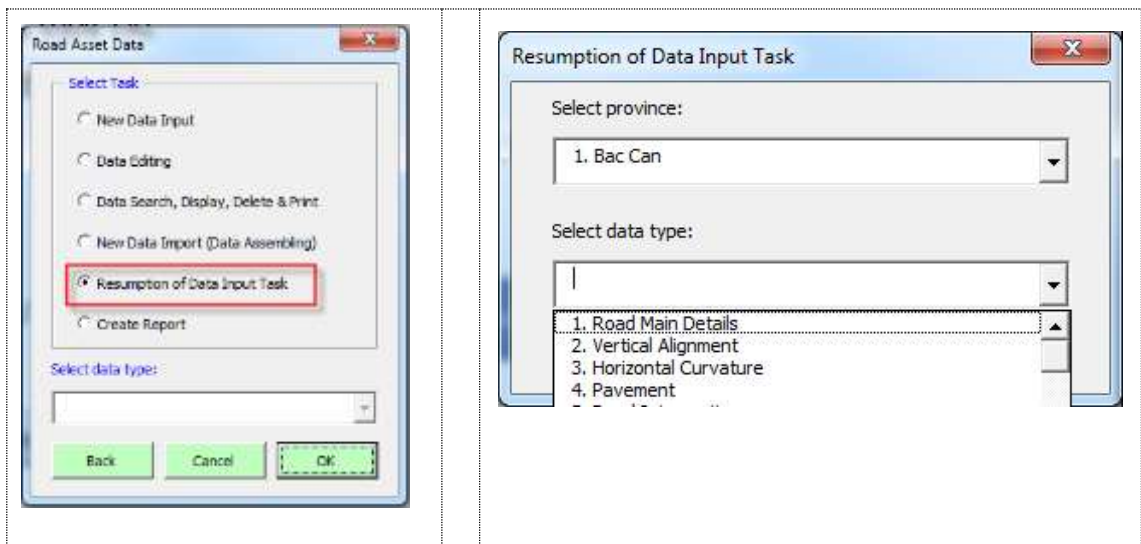 Road Asset Data
Select Task
New Data Input
Data Editing
Data Search, Display, Delete & Print
New Data Import (Data Assembling)
Resumption of Data Input Task
Create Report
Select data type:
Back
Cancel
OK
Resumption of Data Input Task
Select province:
1. Bac Can
Select data type:
1. Road Main Details
2. Vertical Alignment
3. Horizontal Curvature
4. Pavement